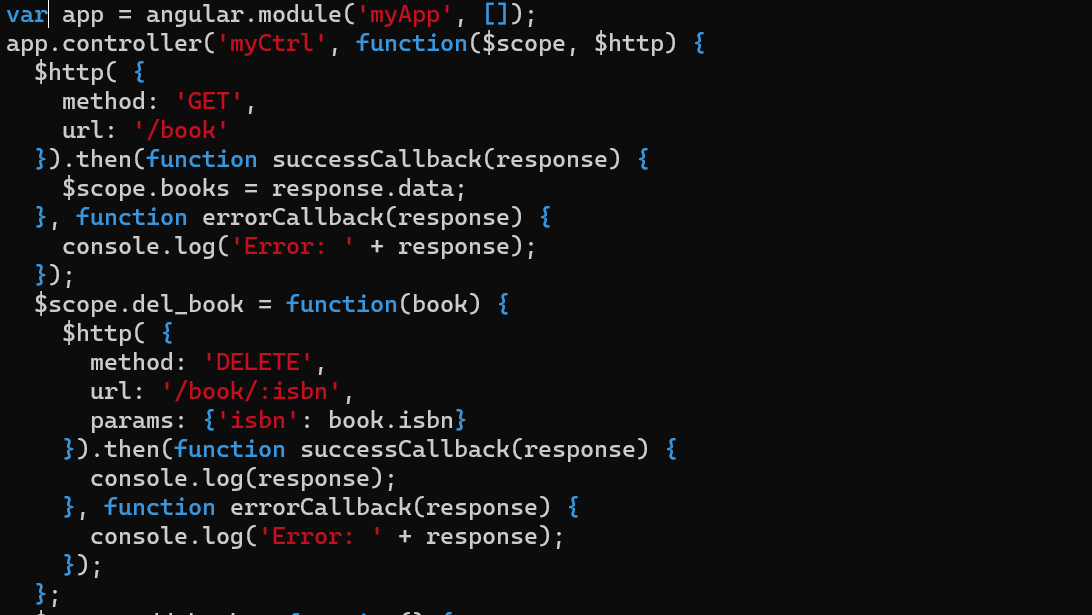 var app = angular.module('myApp', []);
app.controller('myCtrl', function($scope, $http) {
  $http( {
    method: 'GET',
    url: '/book'
  }).then(function successCallback(response) {
    $scope.books = response.data;
  }, function errorCallback(response) {
    console.log('Error: ' + response);
  });
  $scope.del_book = function(book) {
    $http( {
      method: 'DELETE',
      url: '/book/:isbn',
      params: {'isbn': book.isbn}
    }).then(function successCallback(response) {
      console.log(response);
    }, function errorCallback(response) {
      console.log('Error: ' + response);
    });
  };